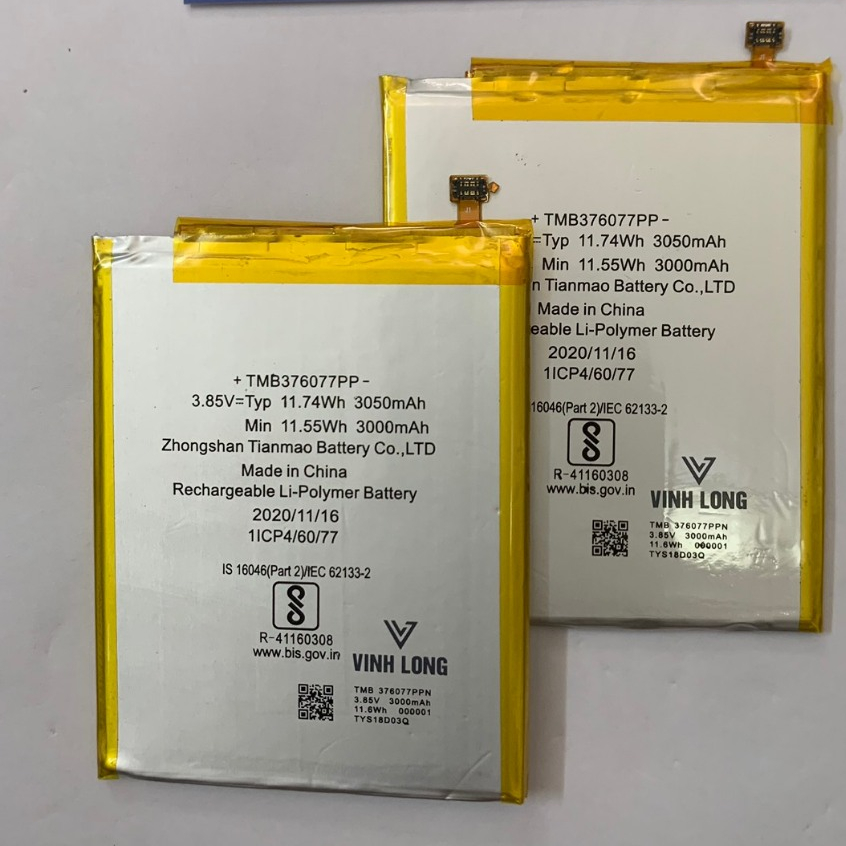 + TMB376077PP -
3.85V=Typ 11.74Wh 3050mAh
Min 11.55Wh 3000mAh
Zhongshan Tianmao Battery Co.,LTD
Made in China
Rechargeable Li-Polymer Battery
2020/11/16
1ICP4/60/77
IS 16046(Part 2)/IEC 62133-2
R-41160308
www.bis.gov.in
VINH LONG
TMB 376077PPN
3.85V 3000mAh
11.6Wh 000001
TYS18D03Q
+ TMB376077PP -
=Typ 11.74Wh 3050mAh
Min 11.55Wh 3000mAh
n Tianmao Battery Co.,LTD
Made in China
eable Li-Polymer Battery
2020/11/16
1ICP4/60/77
16046(Part 2)/IEC 62133-2
R-41160308
www.bis.gov.in
VINH LONG
TMB 376077PPN
3.85V 3000mAh
11.6Wh 000001
TYS18D03Q